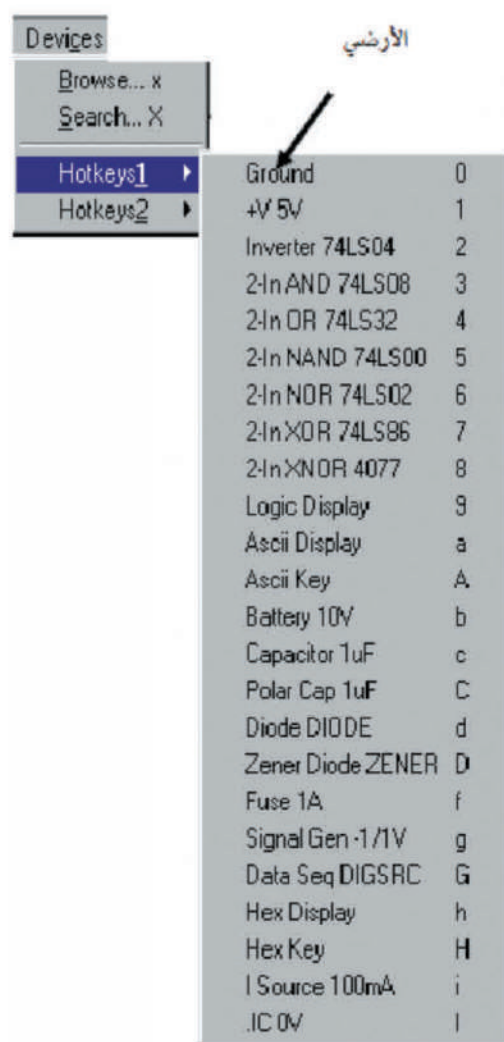 الأرضي
Devices
Browse... x
Search... X
Hotkeys1
Hotkeys2
Ground 0
+V 5V 1
Inverter 74LS04 2
2-In AND 74LS08 3
2-In OR 74LS32 4
2-In NAND 74LS00 5
2-In NOR 74LS02 6
2-In XOR 74LS86 7
2-In XNOR 4077 8
Logic Display 9
Ascii Display a
Ascii Key A
Battery 10V b
Capacitor 1uF c
Polar Cap 1uF C
Diode DIODE d
Zener Diode ZENER D
Fuse 1A f
Signal Gen -1/1V g
Data Seq DIGSRC G
Hex Display h
Hex Key H
I Source 100mA i
.IC 0V I